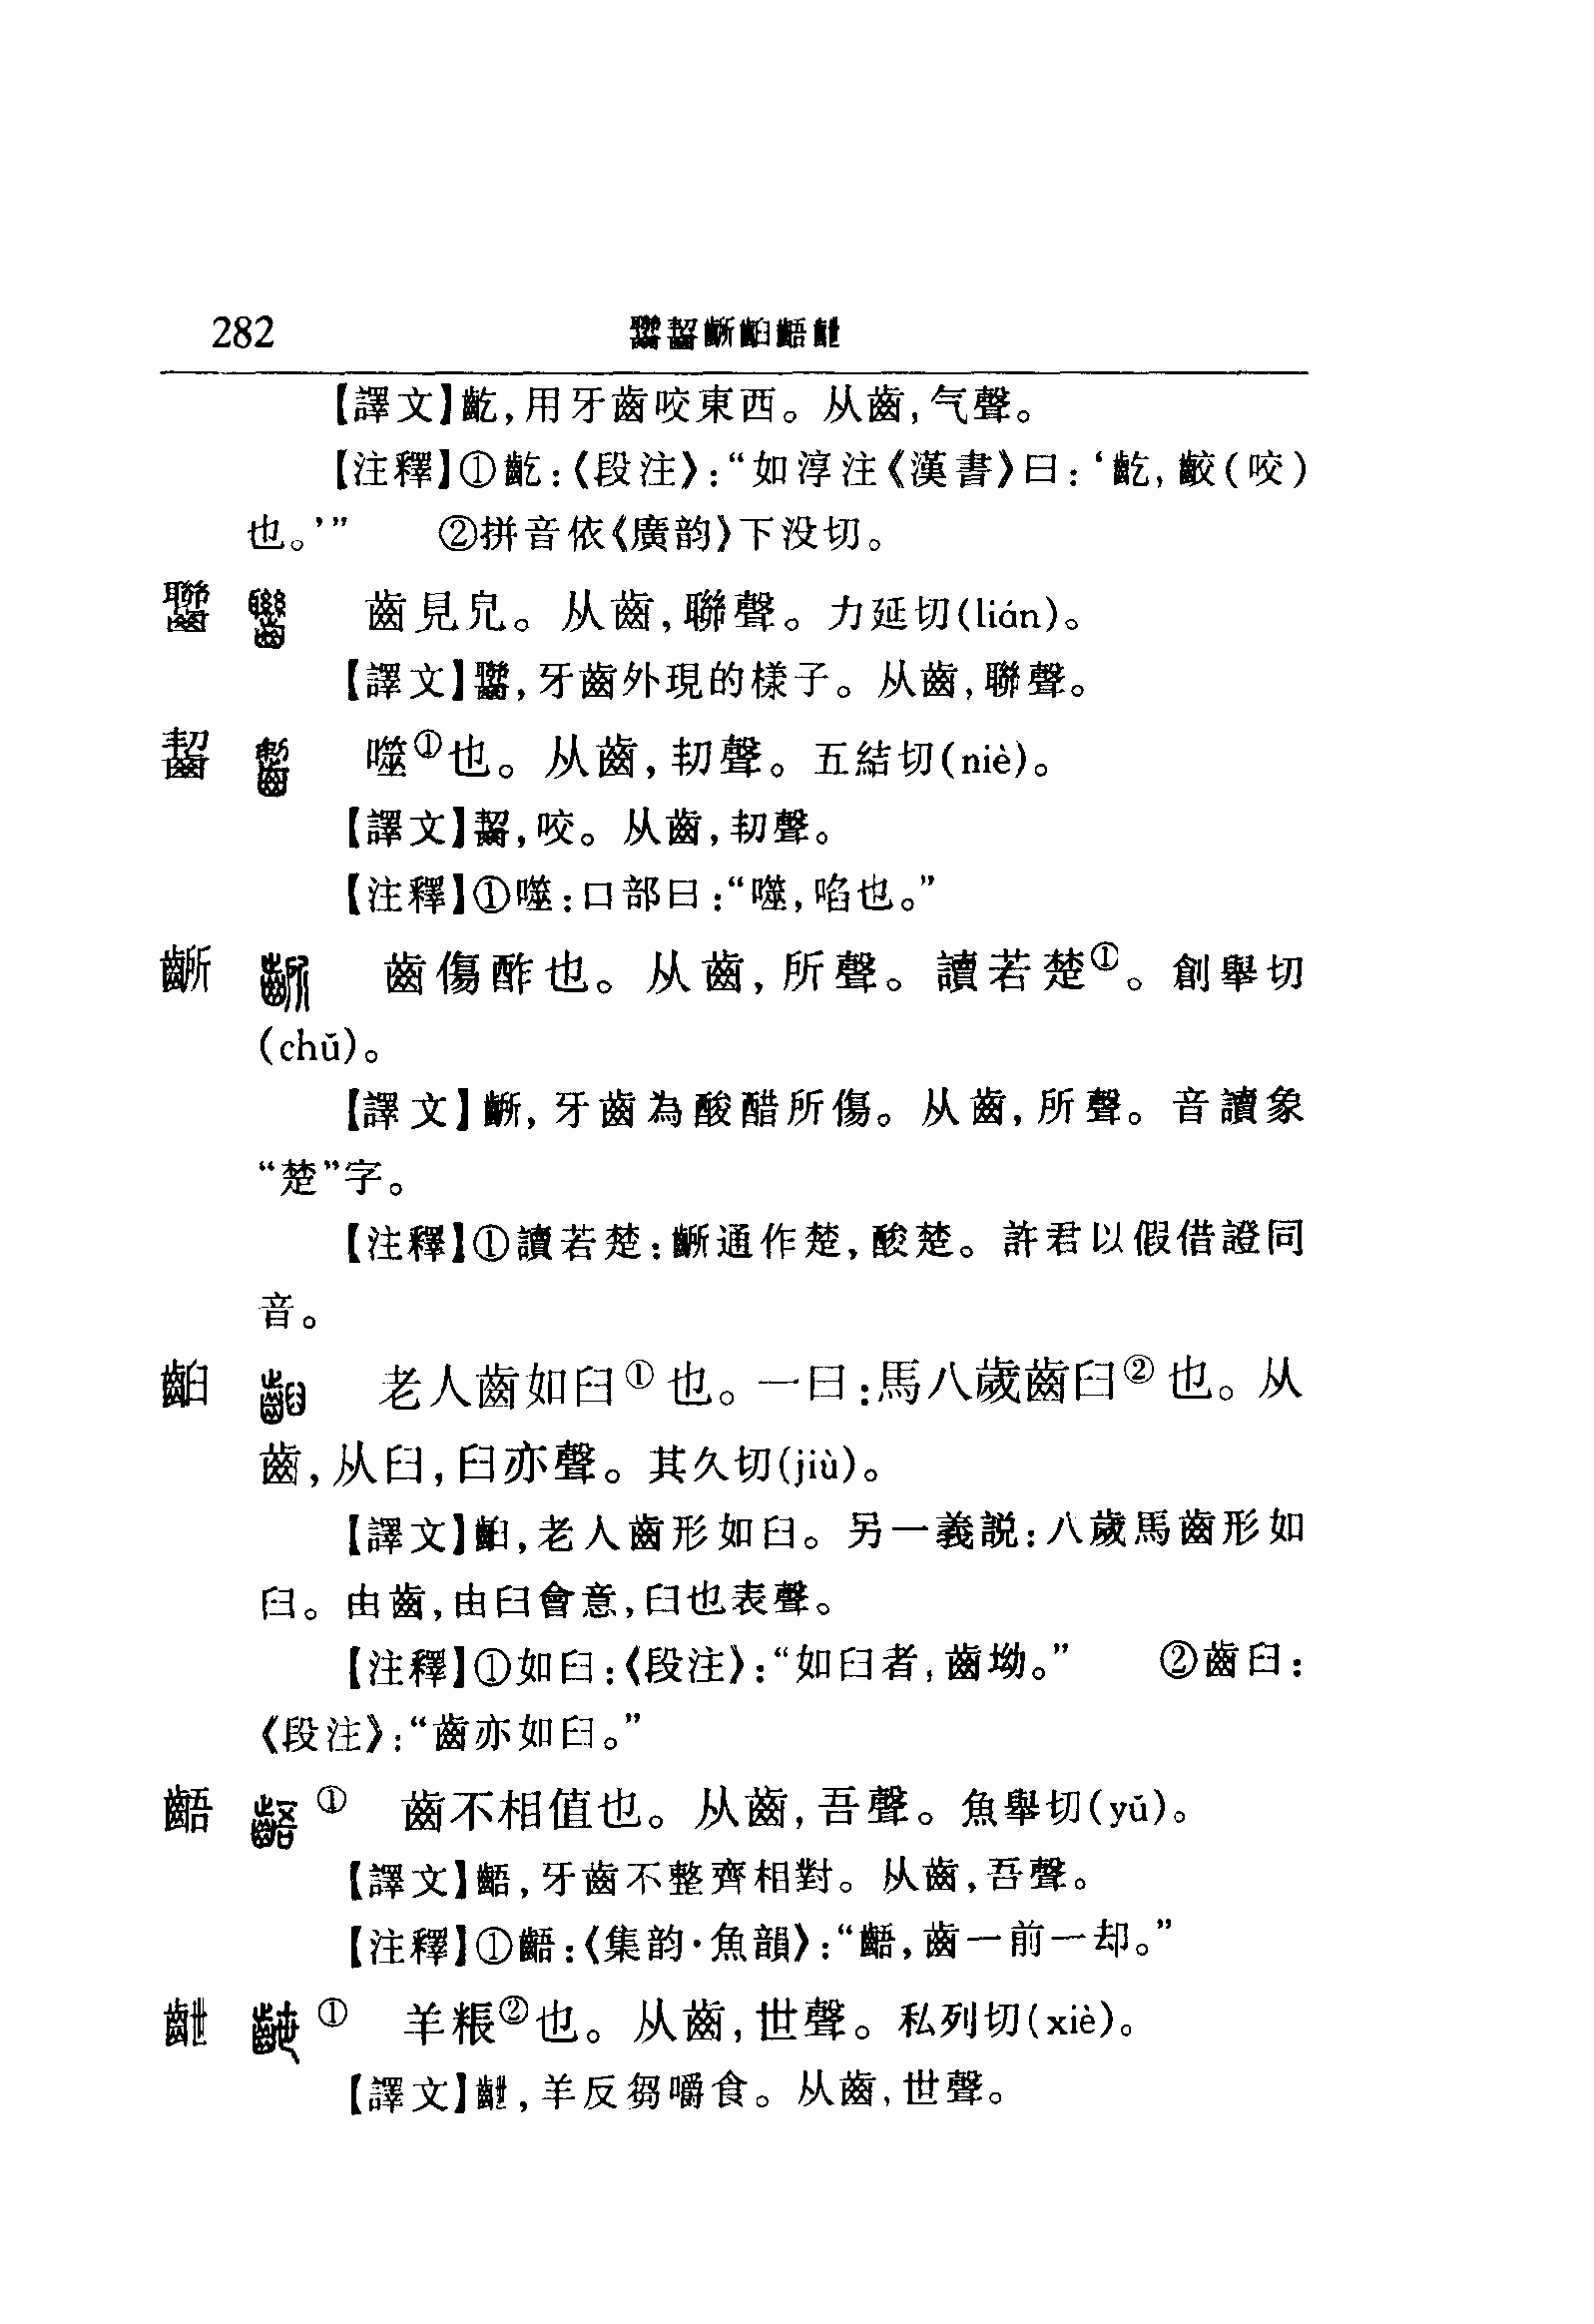 282 𪙊齧齭齨齬齛
【譯文】齕,用牙齒咬東西。从齒,气聲。
【注釋】①齕:《段注》:“如淳注《漢書》曰:‘齕,齩(咬)
也。’” ②拼音依《廣韵》下没切。
𪙊 齒見皃。从齒,聯聲。力延切(lián)。
【譯文】𪙊,牙齒外現的樣子。从齒,聯聲。
齧 噬①也。从齒,㓞聲。五結切(niè)。
【譯文】齧,咬。从齒,㓞聲。
【注釋】①噬:口部曰:“噬,啗也。”
齭 齒傷酢也。从齒,所聲。讀若楚①。創舉切
(chǔ)。
【譯文】齭,牙齒為酸醋所傷。从齒,所聲。音讀象
“楚”字。
【注釋】①讀若楚:齭通作楚,酸楚。許君以假借證同
音。
齨 老人齒如臼①也。一曰:馬八歲齒臼②也。从
齒,从臼,臼亦聲。其久切(jiù)。
【譯文】齨,老人齒形如臼。另一義説:八歲馬齒形如
臼。由齒,由臼會意,臼也表聲。
【注釋】①如臼:《段注》:“如臼者,齒坳。” ②齒臼:
《段注》:“齒亦如臼。”
齬 ① 齒不相值也。从齒,吾聲。魚舉切(yǔ)。
【譯文】齬,牙齒不整齊相對。从齒,吾聲。
【注釋】①齬:《集韵·魚韻》:“齬,齒一前一却。”
齛 ① 羊粻②也。从齒,世聲。私列切(xiè)。
【譯文】齛,羊反芻嚼食。从齒,世聲。